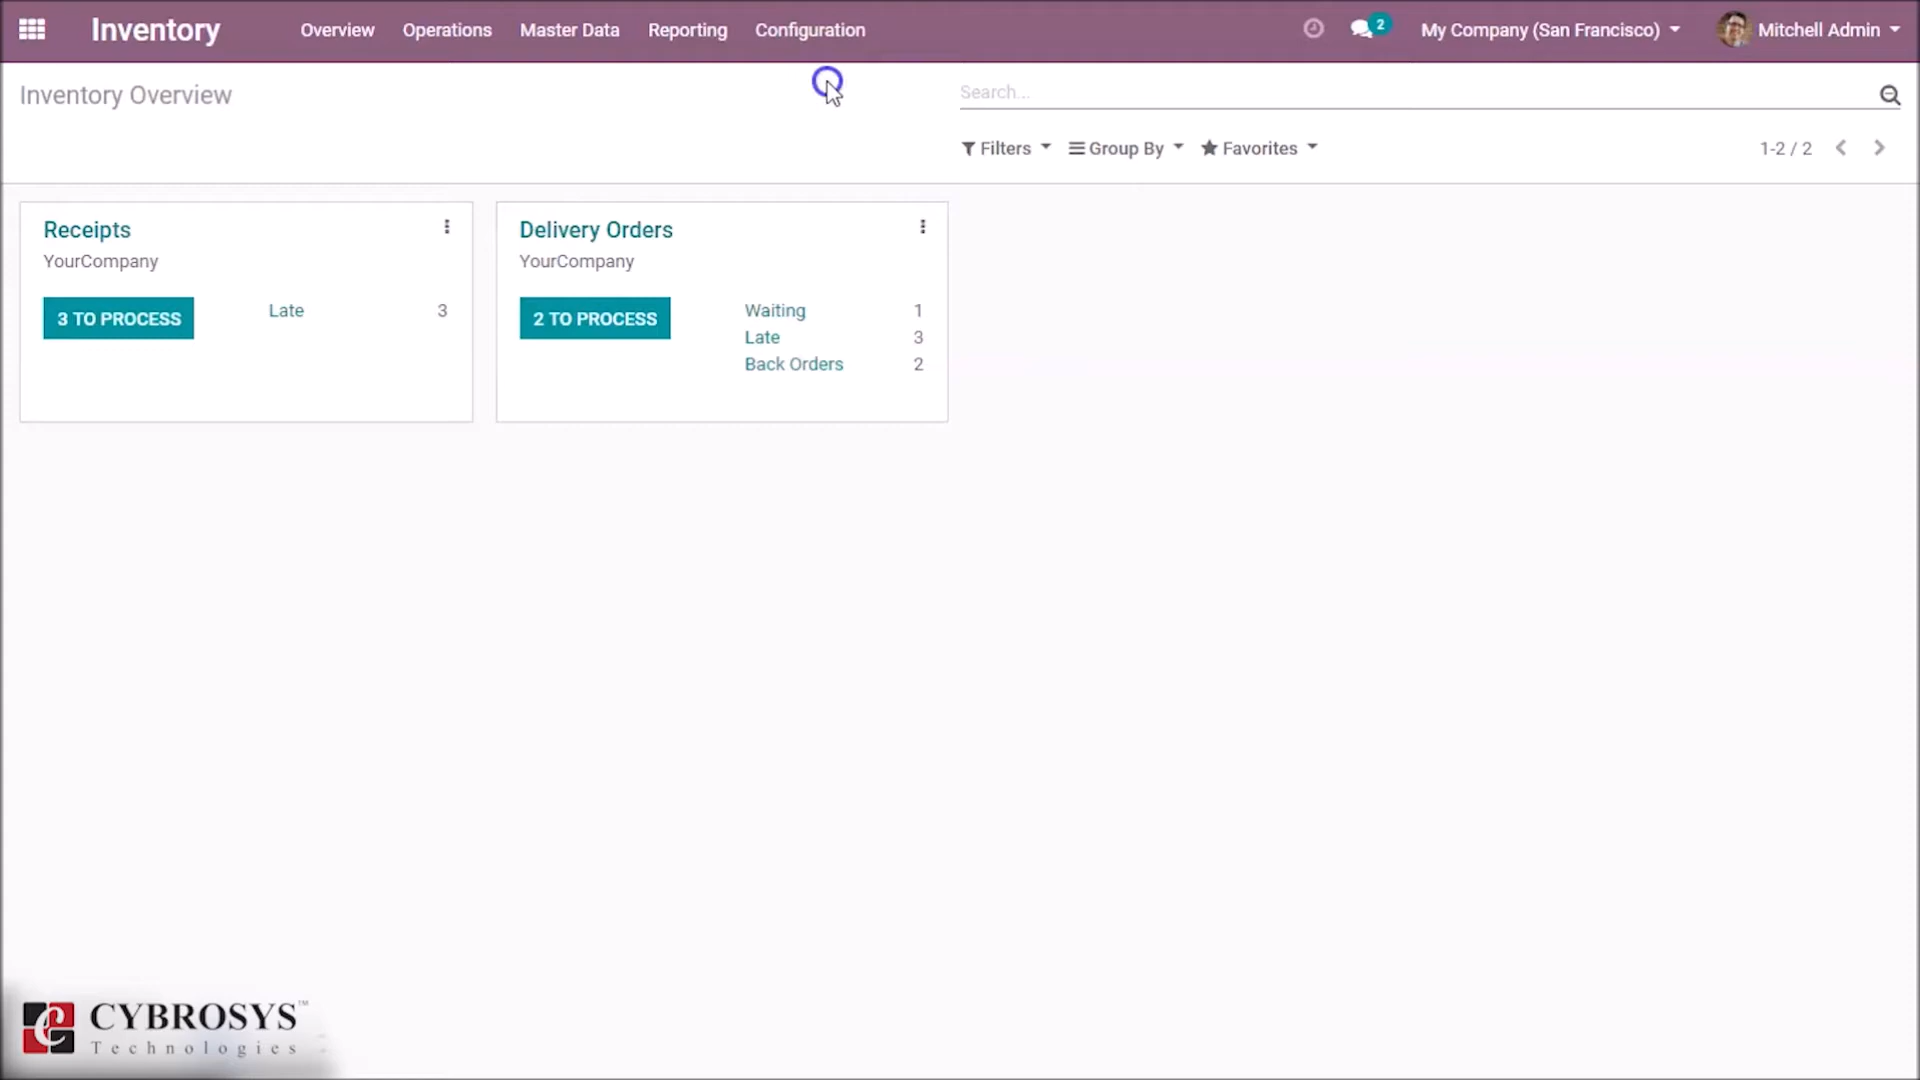 Inventory Overview Operations Master Data Reporting Configuration 2 My Company (San Francisco) Mitchell Admin
Inventory Overview
Search...
Filters Group By Favorites 1-2 / 2
Receipts
YourCompany
3 TO PROCESS
Late 3
Delivery Orders
YourCompany
2 TO PROCESS
Waiting 1
Late 3
Back Orders 2
CYBROSYS™
Technologies